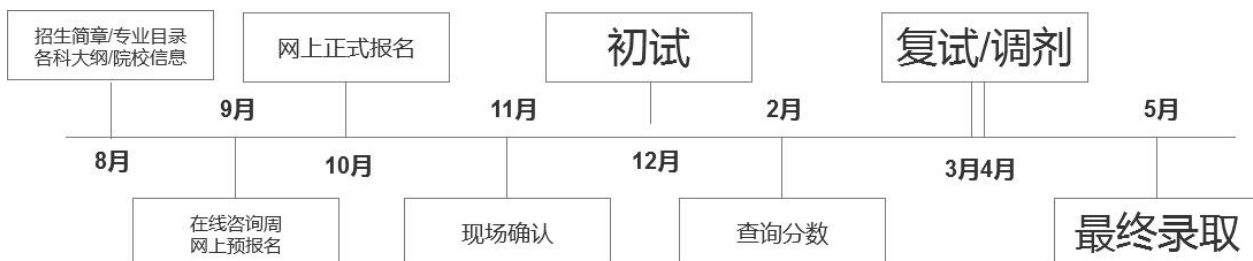 招生简章/专业目录
各科大纲/院校信息
网上正式报名
初试
复试/调剂
9月
11月
2月
5月
8月
10月
12月
3月4月
在线咨询周
网上预报名
现场确认
查询分数
最终录取